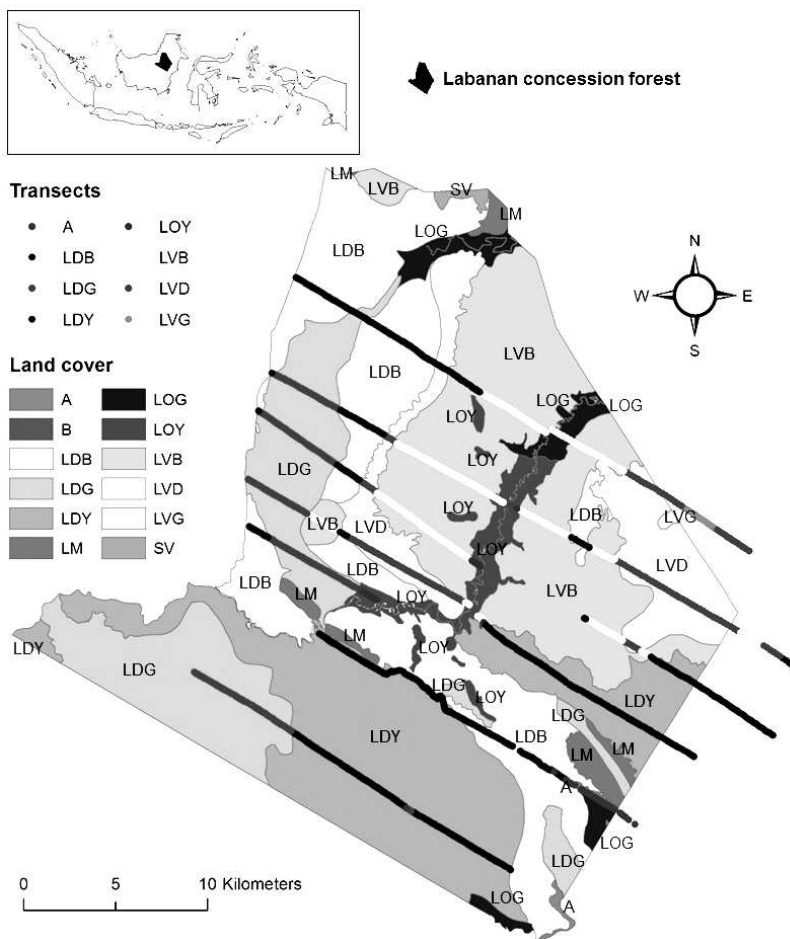 Labanan concession forest
Transects
A LOY
LDB LVB
LDG LVD
LDY LVG
Land cover
A LOG
B LOY
LDB LVB
LDG LVD
LDY LVG
LM SV
N
W E
S
LM
LVB
SV
LM
LOG
LDB
LVB
LDB
LOY
LOG
LOG
LOY
LDG
LOY
LVG
LDB
LVB
LVD
LOY
LVD
LDB
LVB
LDB
LM
LOY
LM
LOY
LDY
LDG
LDG
LOY
LDY
LDG
LDY
LDB
LM
LM
A
LOG
LDG
LOG
A
0 5 10 Kilometers